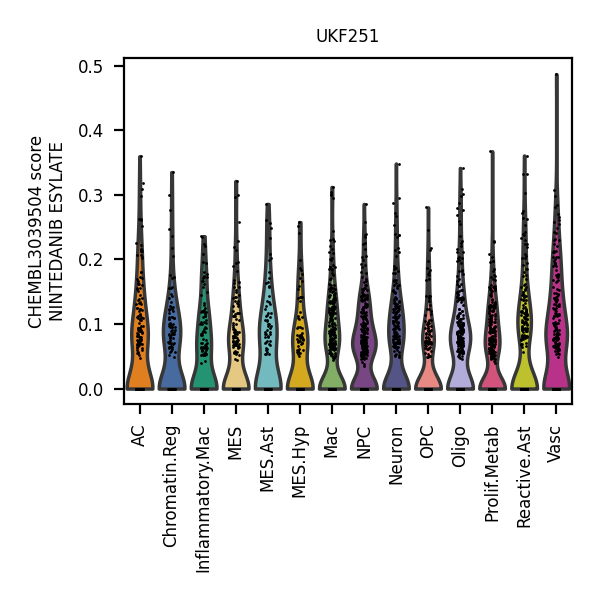 UKF251
CHEMBL3039504 score
NINTEDANIB ESYLATE
0.5
0.4
0.3
0.2
0.1
0.0
AC
Chromatin.Reg
Inflammatory.Mac
MES
MES.Ast
MES.Hyp
Mac
NPC
Neuron
OPC
Oligo
Prolif.Metab
Reactive.Ast
Vasc